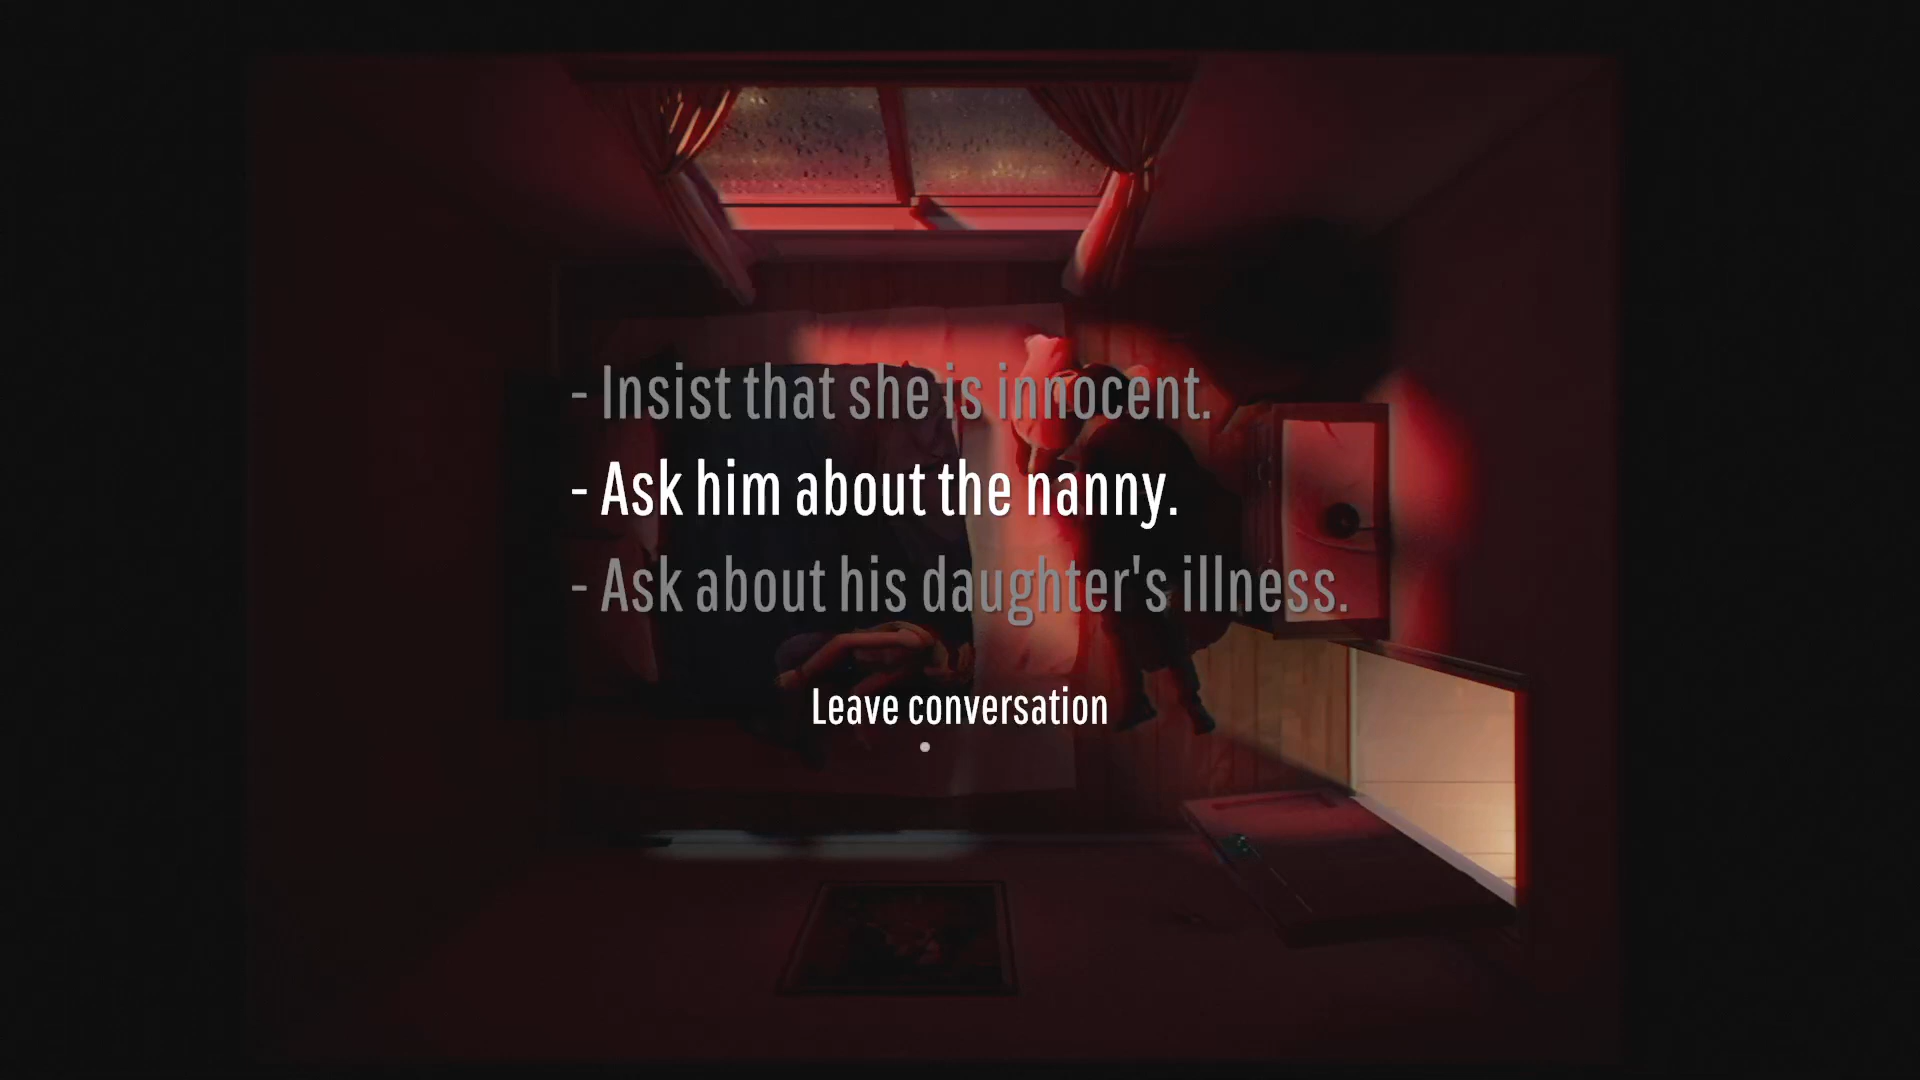 - Insist that she is innocent.
- Ask him about the nanny.
- Ask about his daughter's illness.
Leave conversation